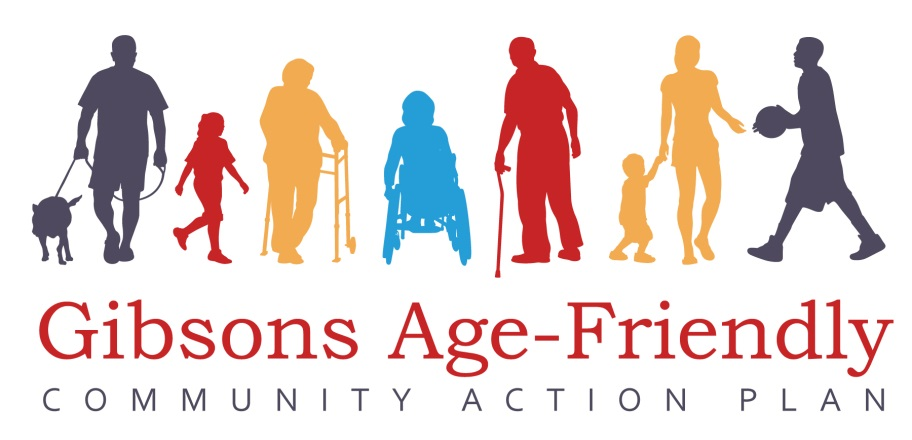 Gibsons Age-Friendly
COMMUNITY ACTION PLAN